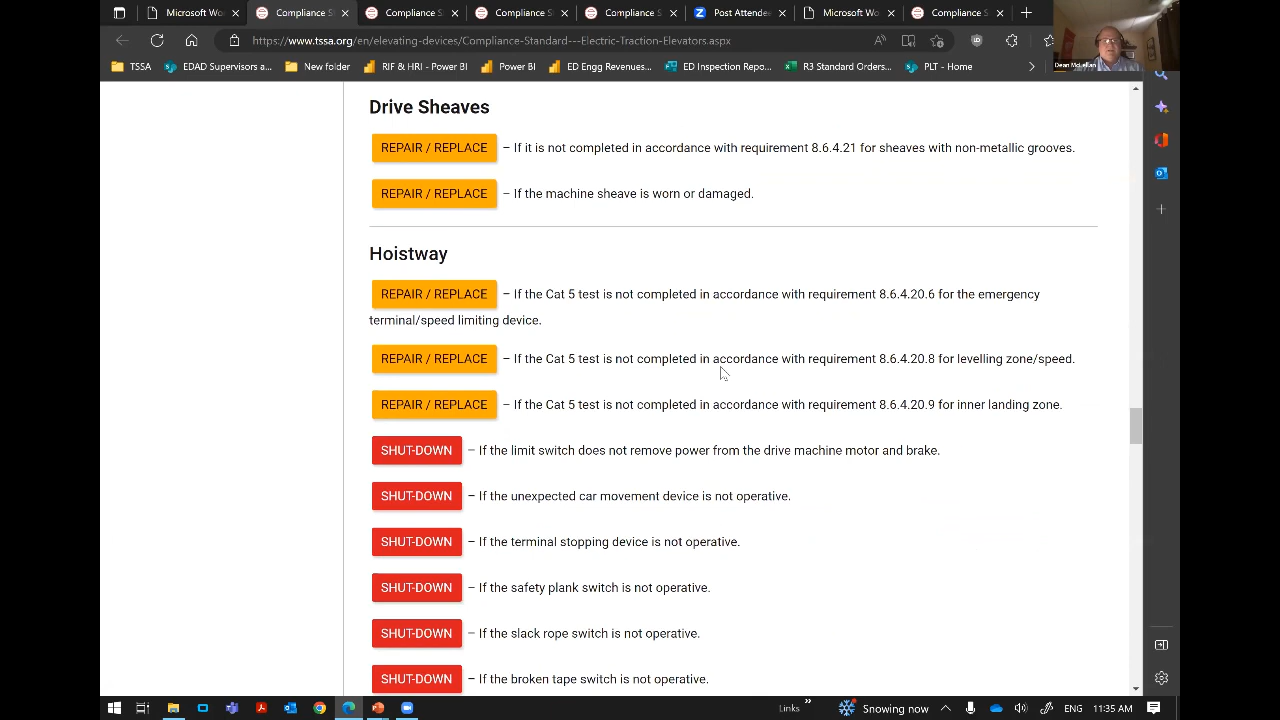 Microsoft Wo
Compliance S
Compliance S
Compliance S
Compliance S
Post Attende
Microsoft Wo
Compliance S
https://www.tssa.org/en/elevating-devices/Compliance-Standard---Electric-Traction-Elevators.aspx
TSSA
EDAD Supervisors a...
New folder
RIF & HRI - Power BI
Power BI
ED Engg Revenues...
ED Inspection Repo...
R3 Standard Orders...
PLT - Home
Dean McLellan
Drive Sheaves
REPAIR / REPLACE – If it is not completed in accordance with requirement 8.6.4.21 for sheaves with non-metallic grooves.
REPAIR / REPLACE – If the machine sheave is worn or damaged.
Hoistway
REPAIR / REPLACE – If the Cat 5 test is not completed in accordance with requirement 8.6.4.20.6 for the emergency
terminal/speed limiting device.
REPAIR / REPLACE – If the Cat 5 test is not completed in accordance with requirement 8.6.4.20.8 for levelling zone/speed.
REPAIR / REPLACE – If the Cat 5 test is not completed in accordance with requirement 8.6.4.20.9 for inner landing zone.
SHUT-DOWN – If the limit switch does not remove power from the drive machine motor and brake.
SHUT-DOWN – If the unexpected car movement device is not operative.
SHUT-DOWN – If the terminal stopping device is not operative.
SHUT-DOWN – If the safety plank switch is not operative.
SHUT-DOWN – If the slack rope switch is not operative.
SHUT-DOWN – If the broken tape switch is not operative.
Links
Snowing now
ENG
11:35 AM